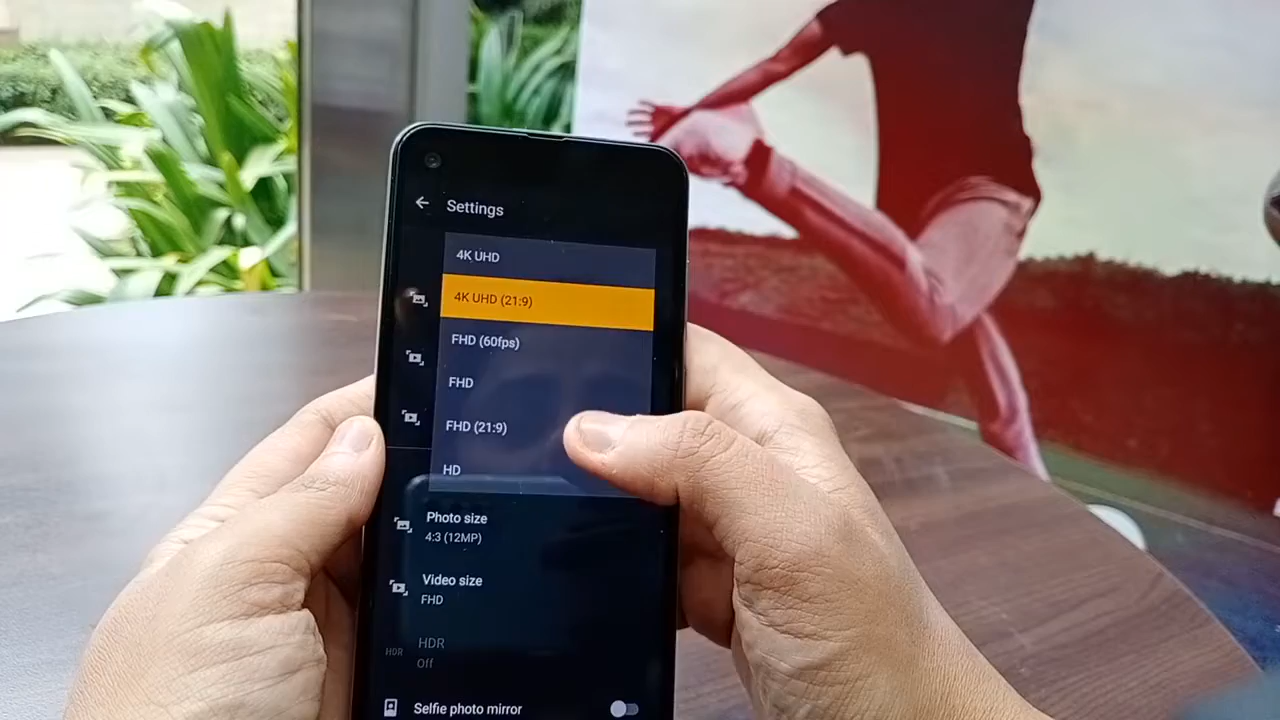 Settings
4K UHD
4K UHD (21:9)
FHD (60fps)
FHD
FHD (21:9)
HD
Photo size
4:3 (12MP)
Video size
FHD
HDR
HDR
Off
Selfie photo mirror